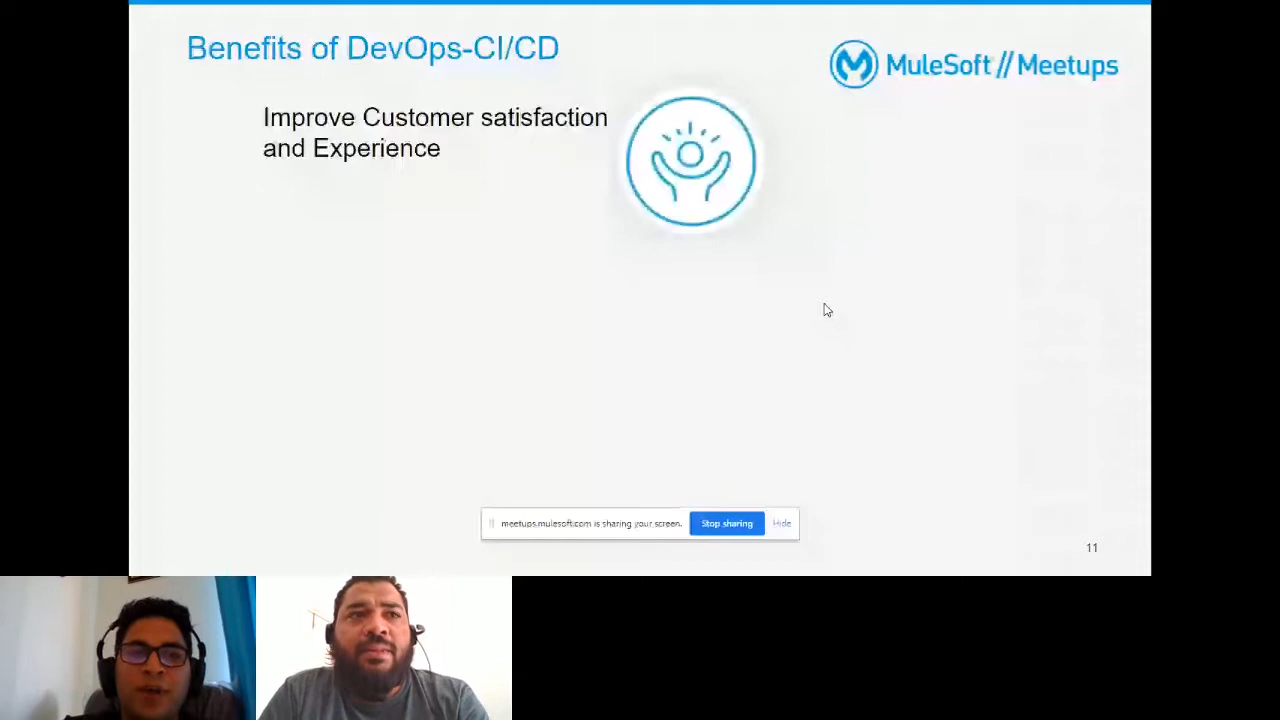 Benefits of DevOps-CI/CD
MuleSoft // Meetups
Improve Customer satisfaction
and Experience
meetups.mulesoft.com is sharing your screen.
Stop sharing
Hide
11